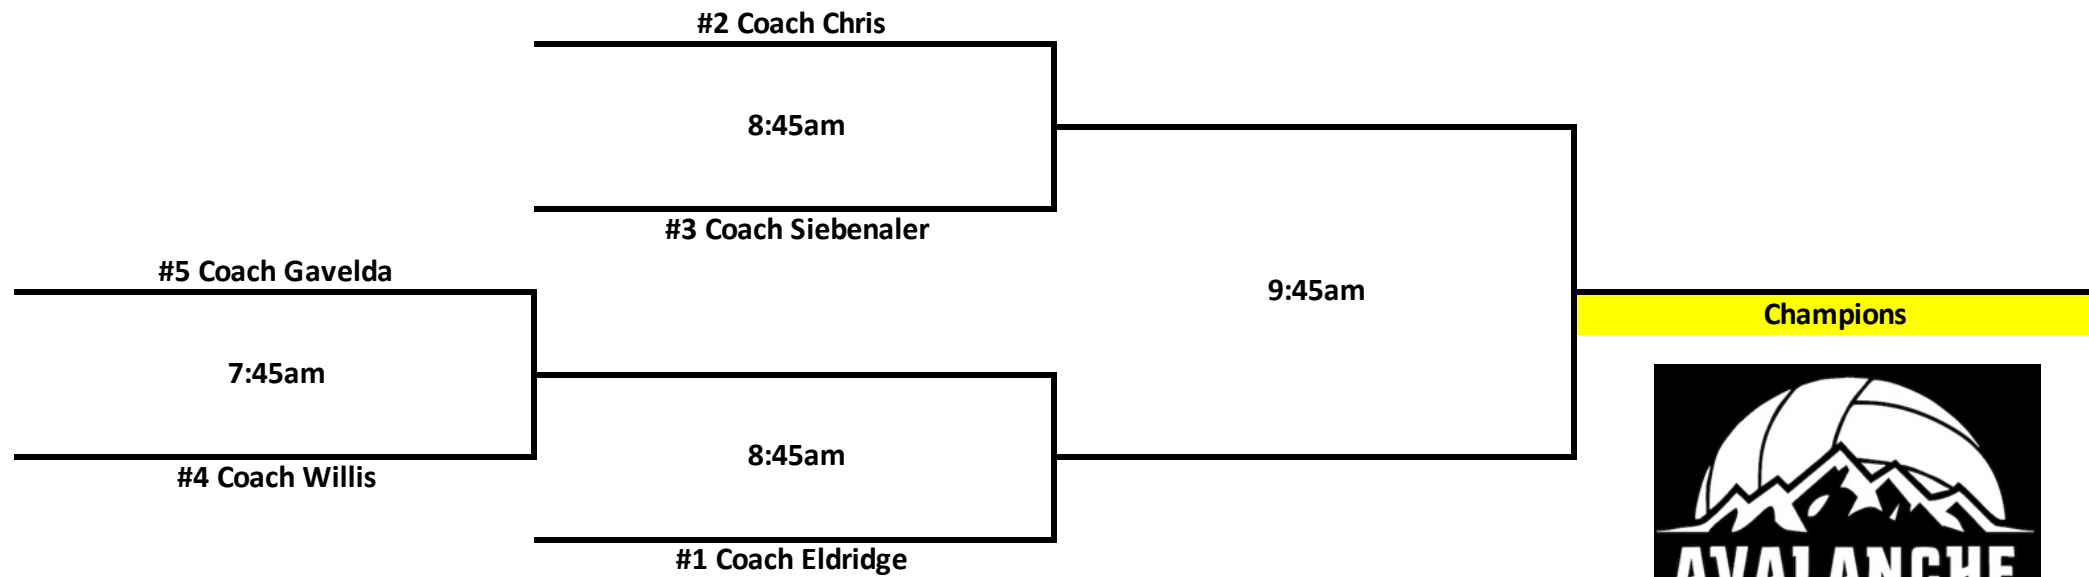 #2 Coach Chris
8:45am
#3 Coach Siebenaler
#5 Coach Gavelda
9:45am
Champions
7:45am
8:45am
#4 Coach Willis
#1 Coach Eldridge
AVALANCHE